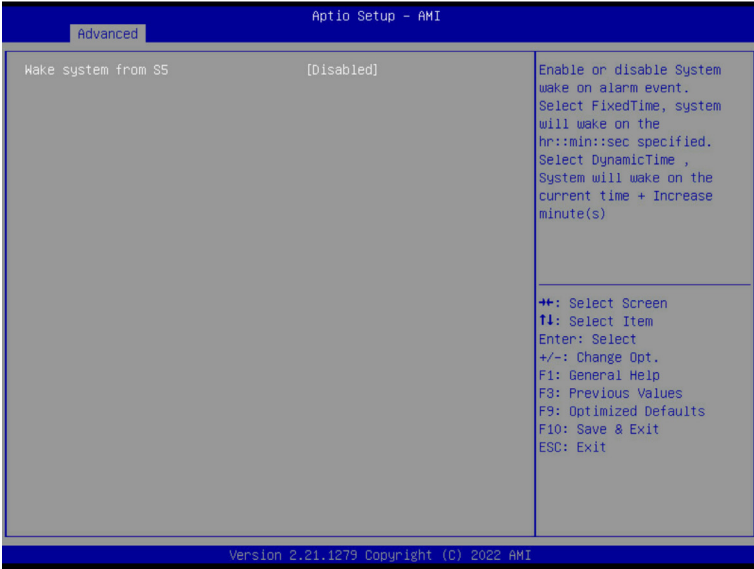 Aptio Setup – AMI
Advanced
Wake system from S5 [Disabled]
Enable or disable System
wake on alarm event.
Select FixedTime, system
will wake on the
hr::min::sec specified.
Select DynamicTime ,
System will wake on the
current time + Increase
minute(s)
→←: Select Screen
↑↓: Select Item
Enter: Select
+/-: Change Opt.
F1: General Help
F3: Previous Values
F9: Optimized Defaults
F10: Save & Exit
ESC: Exit
Version 2.21.1279 Copyright (C) 2022 AMI